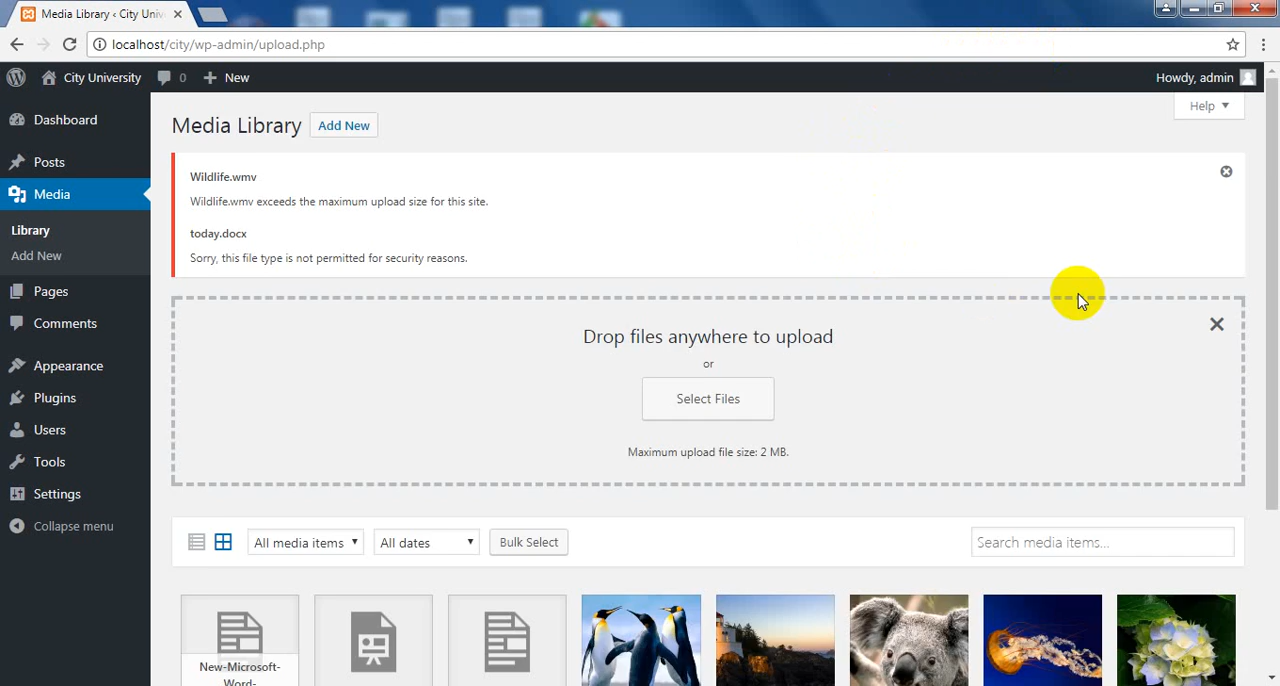 Media Library ‹ City Univ
localhost/city/wp-admin/upload.php
City University
0
New
Howdy, admin
Help
Dashboard
Posts
Media
Library
Add New
Pages
Comments
Appearance
Plugins
Users
Tools
Settings
Collapse menu
Media Library
Add New
Wildlife.wmv
Wildlife.wmv exceeds the maximum upload size for this site.
today.docx
Sorry, this file type is not permitted for security reasons.
Drop files anywhere to upload
or
Select Files
Maximum upload file size: 2 MB.
All media items
All dates
Bulk Select
Search media items...
New-Microsoft-
Word-